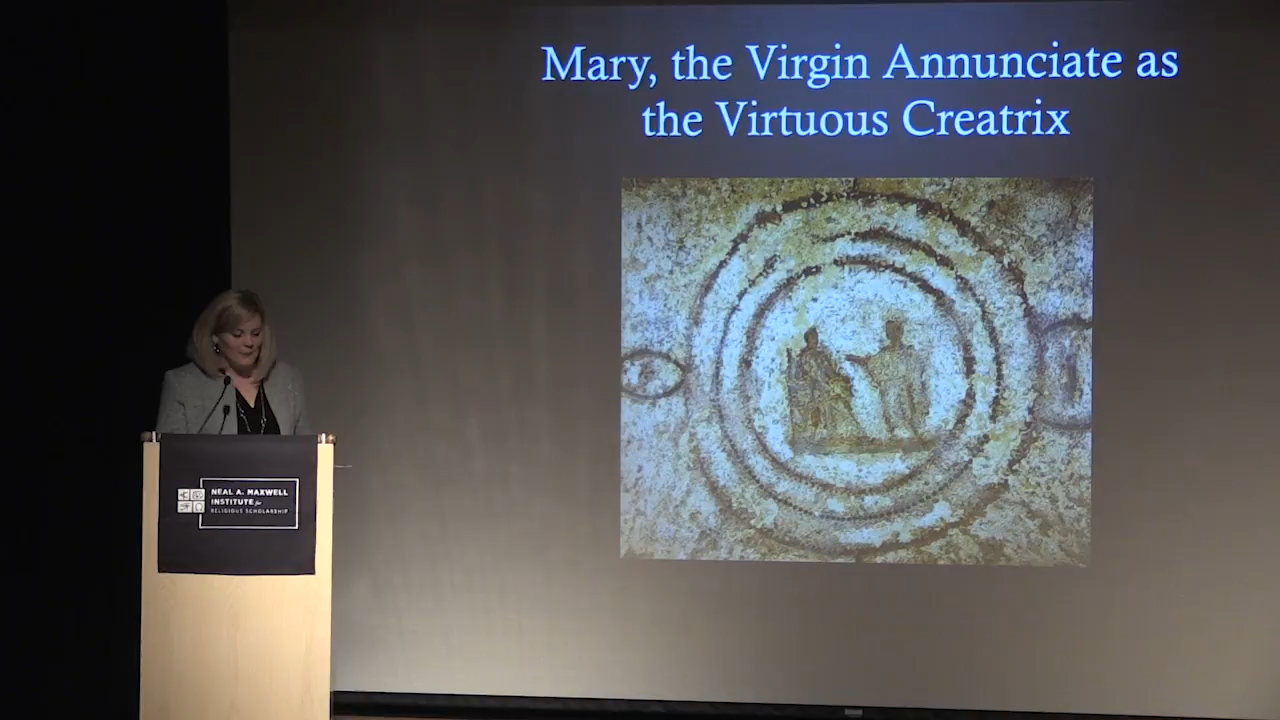 Mary, the Virgin Annunciate as
the Virtuous Creatrix
NEAL A. MAXWELL
INSTITUTE for
RELIGIOUS SCHOLARSHIP